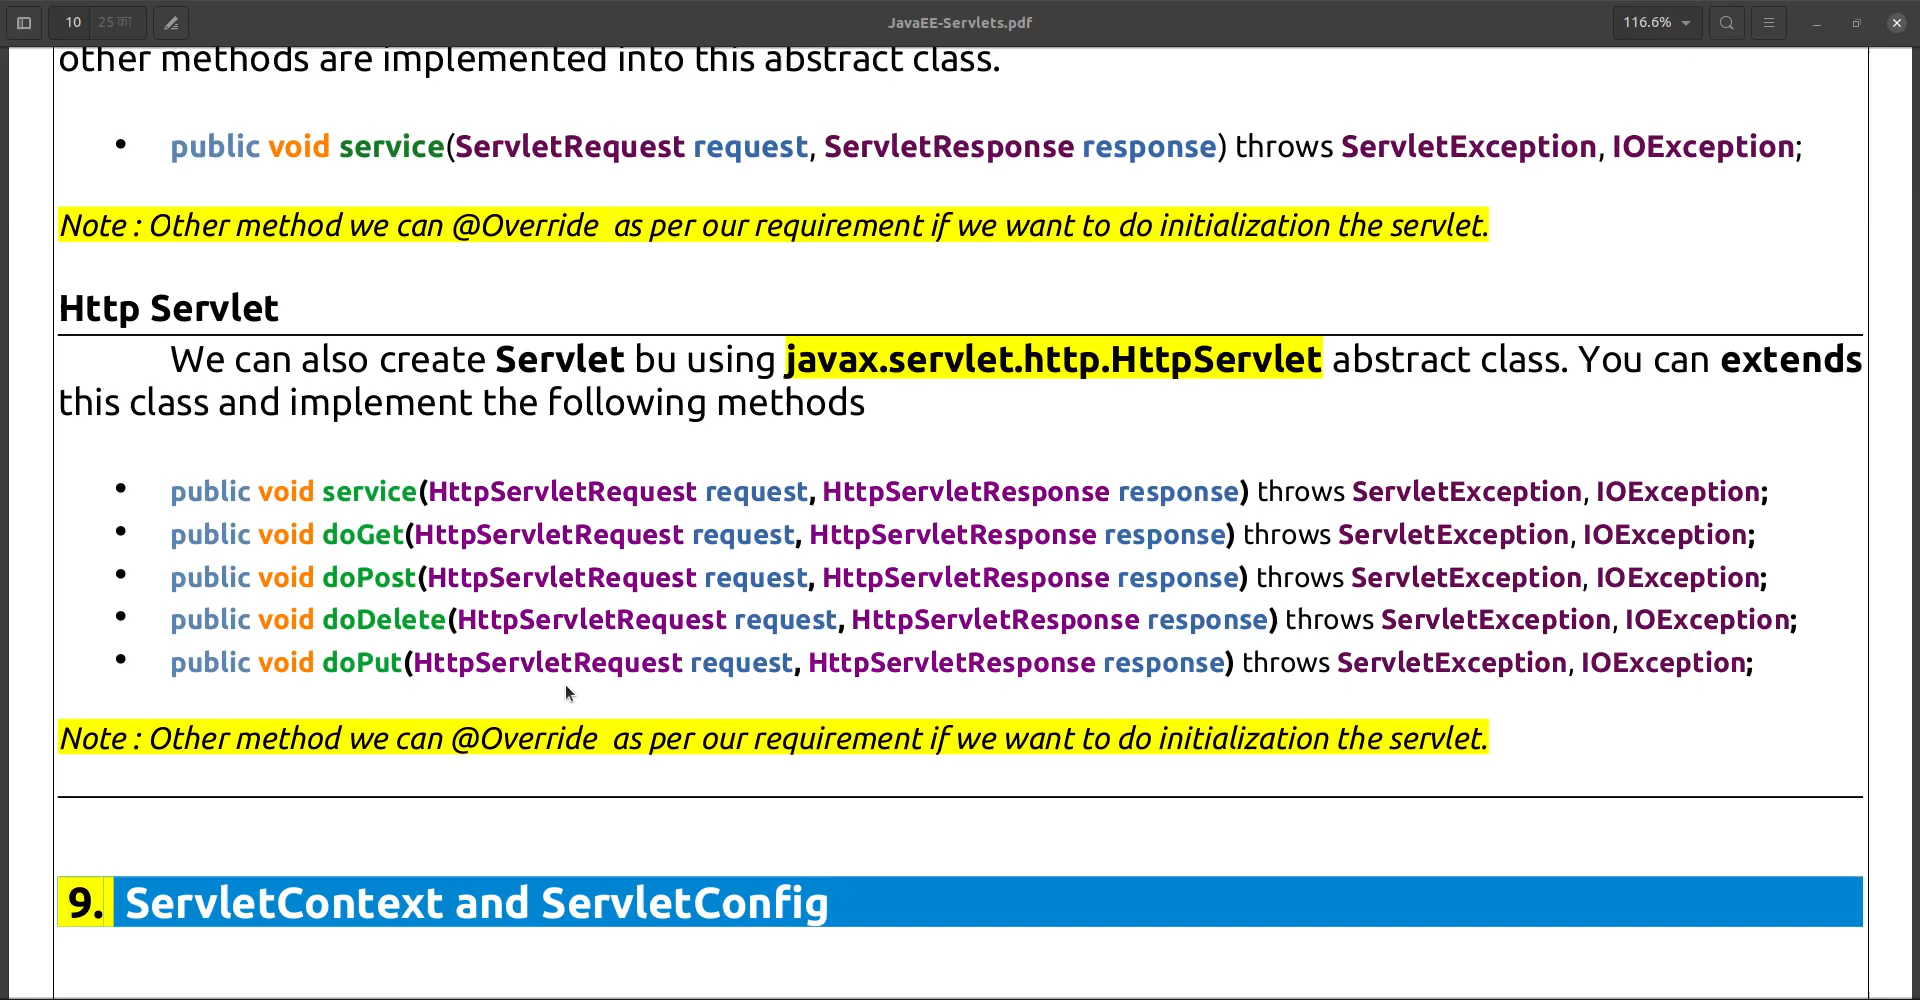 10 25 का JavaEE-Servlets.pdf 116.6%
other methods are implemented into this abstract class.
• public void service(ServletRequest request, ServletResponse response) throws ServletException, IOException;
Note : Other method we can @Override as per our requirement if we want to do initialization the servlet.
Http Servlet
We can also create Servlet bu using javax.servlet.http.HttpServlet abstract class. You can extends
this class and implement the following methods
• public void service(HttpServletRequest request, HttpServletResponse response) throws ServletException, IOException;
• public void doGet(HttpServletRequest request, HttpServletResponse response) throws ServletException, IOException;
• public void doPost(HttpServletRequest request, HttpServletResponse response) throws ServletException, IOException;
• public void doDelete(HttpServletRequest request, HttpServletResponse response) throws ServletException, IOException;
• public void doPut(HttpServletRequest request, HttpServletResponse response) throws ServletException, IOException;
Note : Other method we can @Override as per our requirement if we want to do initialization the servlet.
9. ServletContext and ServletConfig